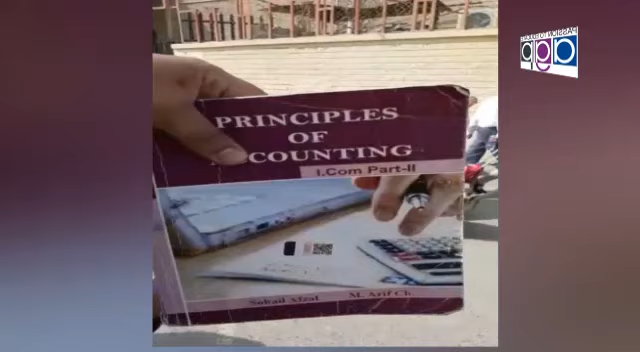 PRINCIPLES
OF
COUNTING
I.Com Part-II
Sohail Afzal M. Arif Ch.